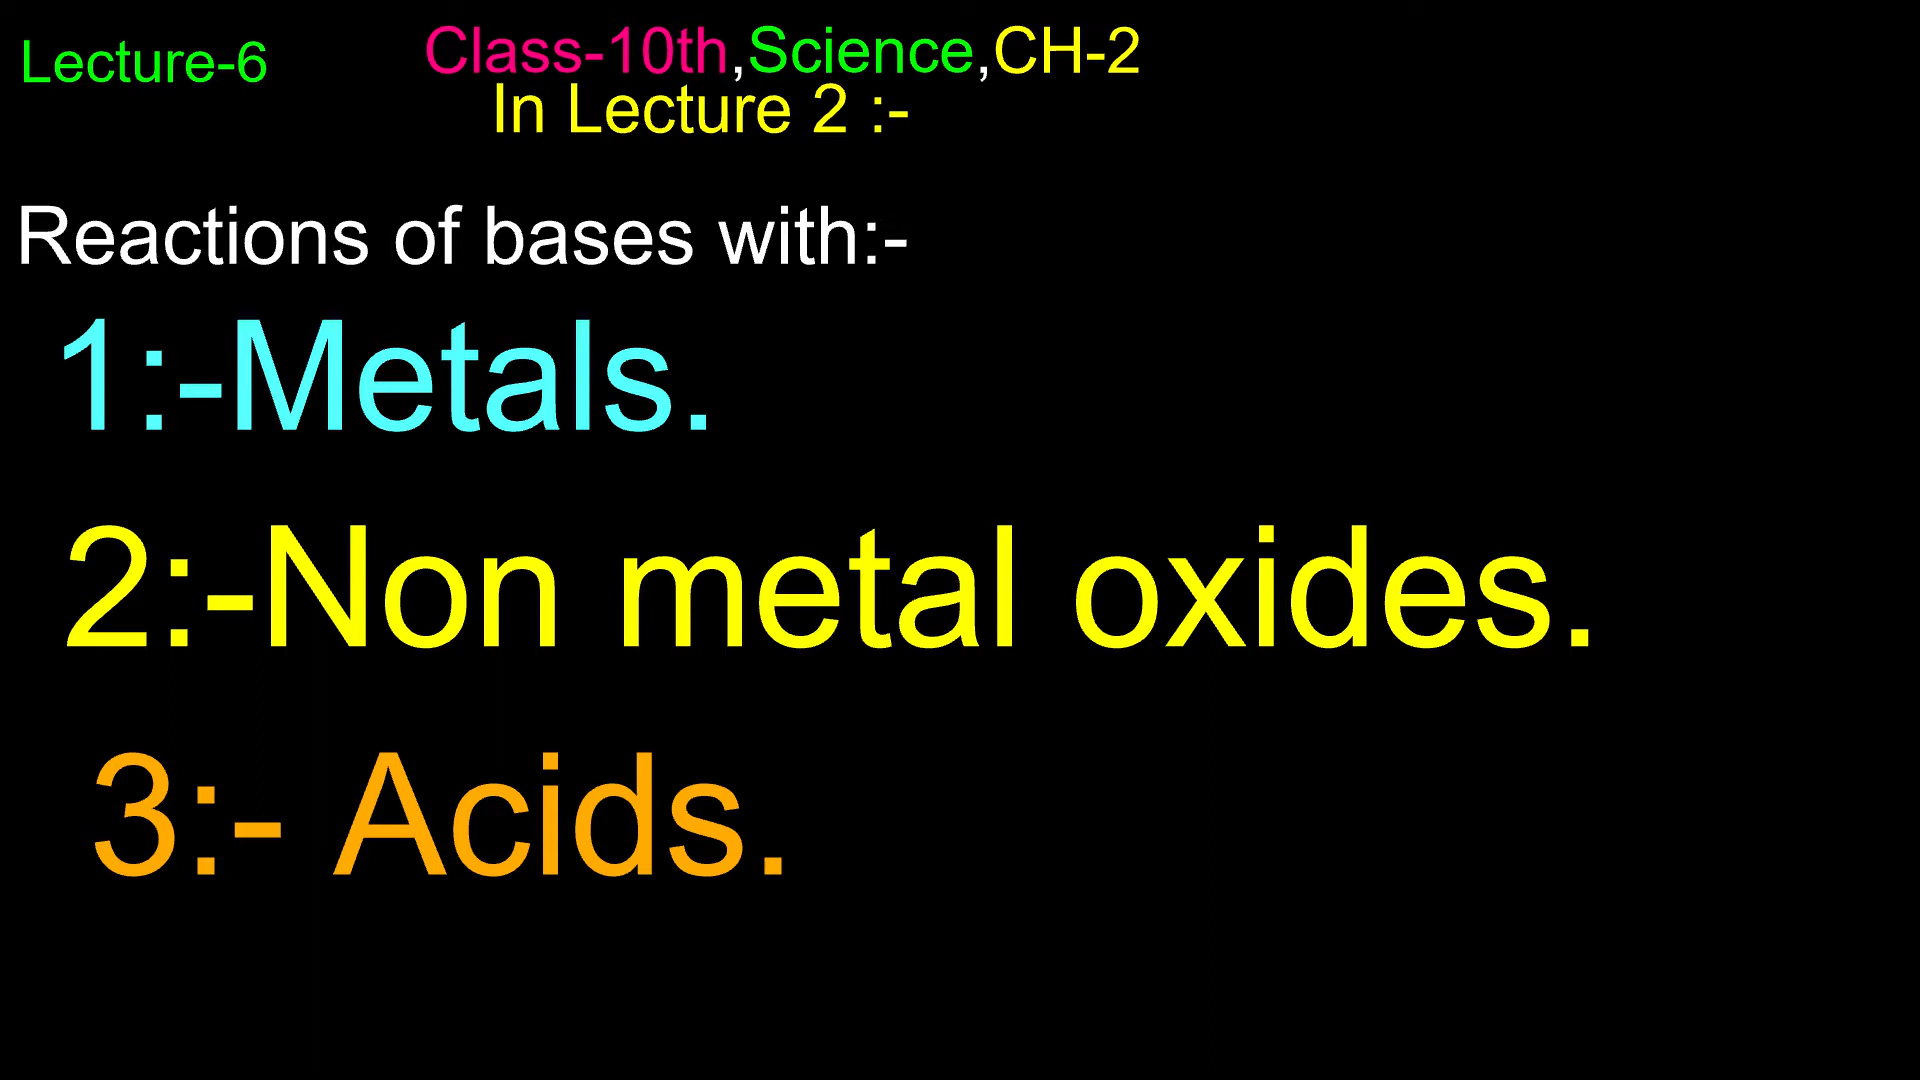 Lecture-6
Class-10th,Science,CH-2
In Lecture 2 :-
Reactions of bases with:-
1:-Metals.
2:-Non metal oxides.
3:- Acids.